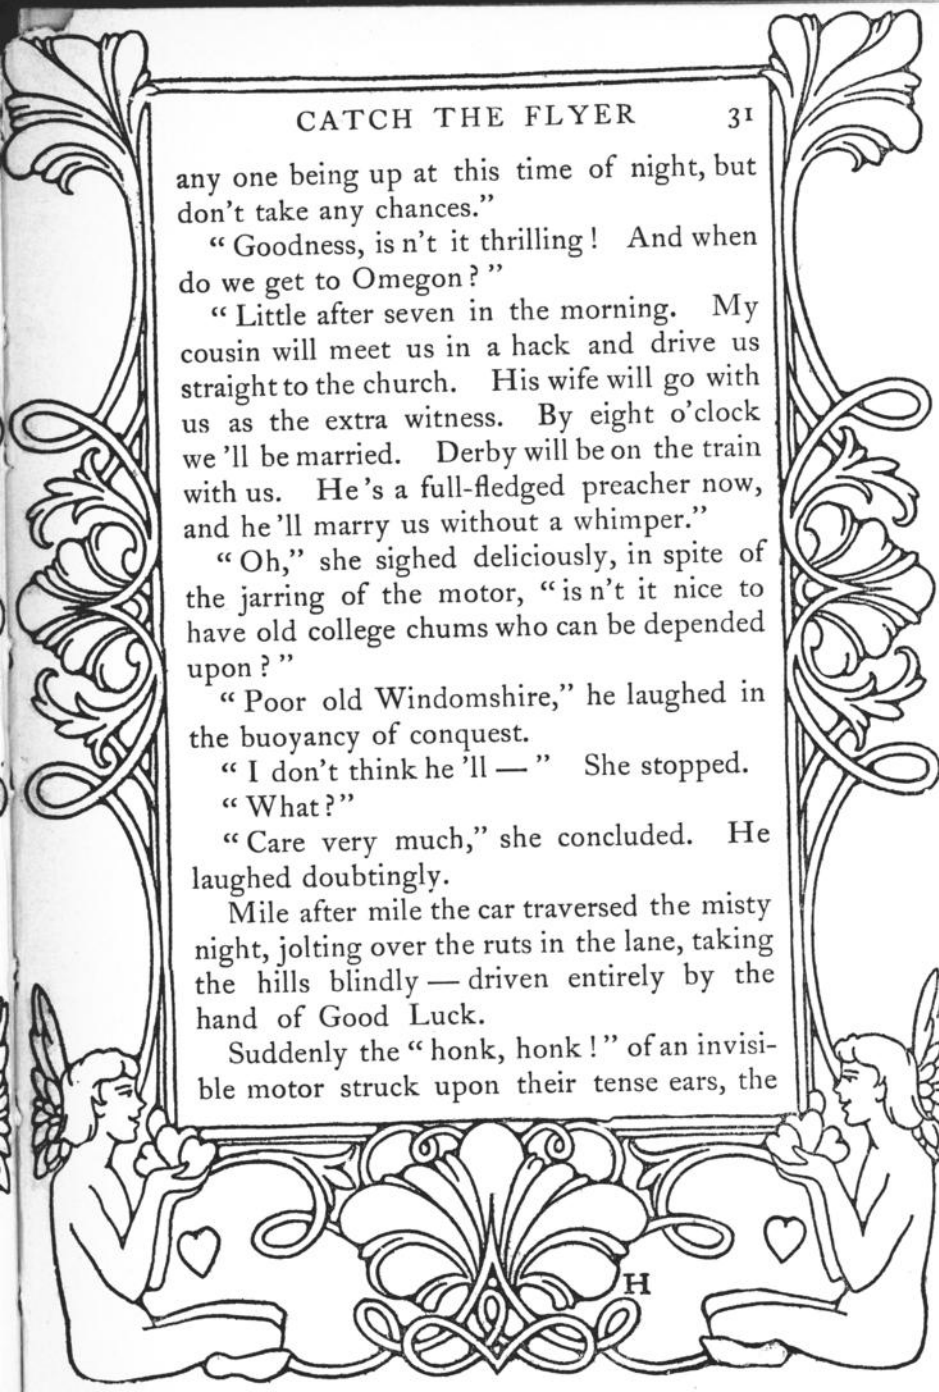 CATCH THE FLYER 31
any one being up at this time of night, but
don't take any chances.”
“ Goodness, is n't it thrilling ! And when
do we get to Omegon ? ”
“ Little after seven in the morning. My
cousin will meet us in a hack and drive us
straight to the church. His wife will go with
us as the extra witness. By eight o'clock
we 'll be married. Derby will be on the train
with us. He 's a full-fledged preacher now,
and he 'll marry us without a whimper.”
“ Oh,” she sighed deliciously, in spite of
the jarring of the motor, “ is n't it nice to
have old college chums who can be depended
upon ? ”
“ Poor old Windomshire,” he laughed in
the buoyancy of conquest.
“ I don't think he 'll — ” She stopped.
“ What ?”
“ Care very much,” she concluded. He
laughed doubtingly.
Mile after mile the car traversed the misty
night, jolting over the ruts in the lane, taking
the hills blindly — driven entirely by the
hand of Good Luck.
Suddenly the “ honk, honk ! ” of an invisi-
ble motor struck upon their tense ears, the
H